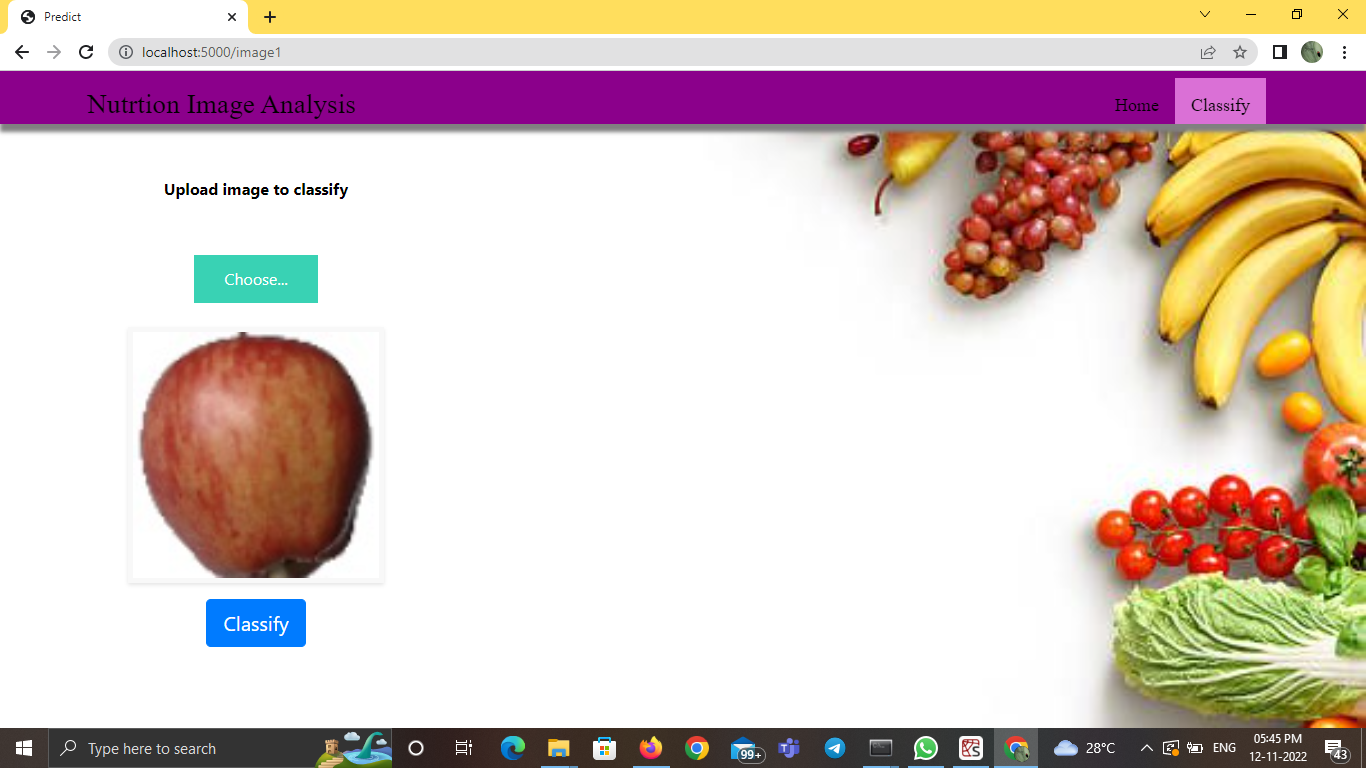 Predict
localhost:5000/image1
Nutrtion Image Analysis
Home
Classify
Upload image to classify
Choose...
Classify
Type here to search
99+
28°C
ENG
05:45 PM
12-11-2022
43